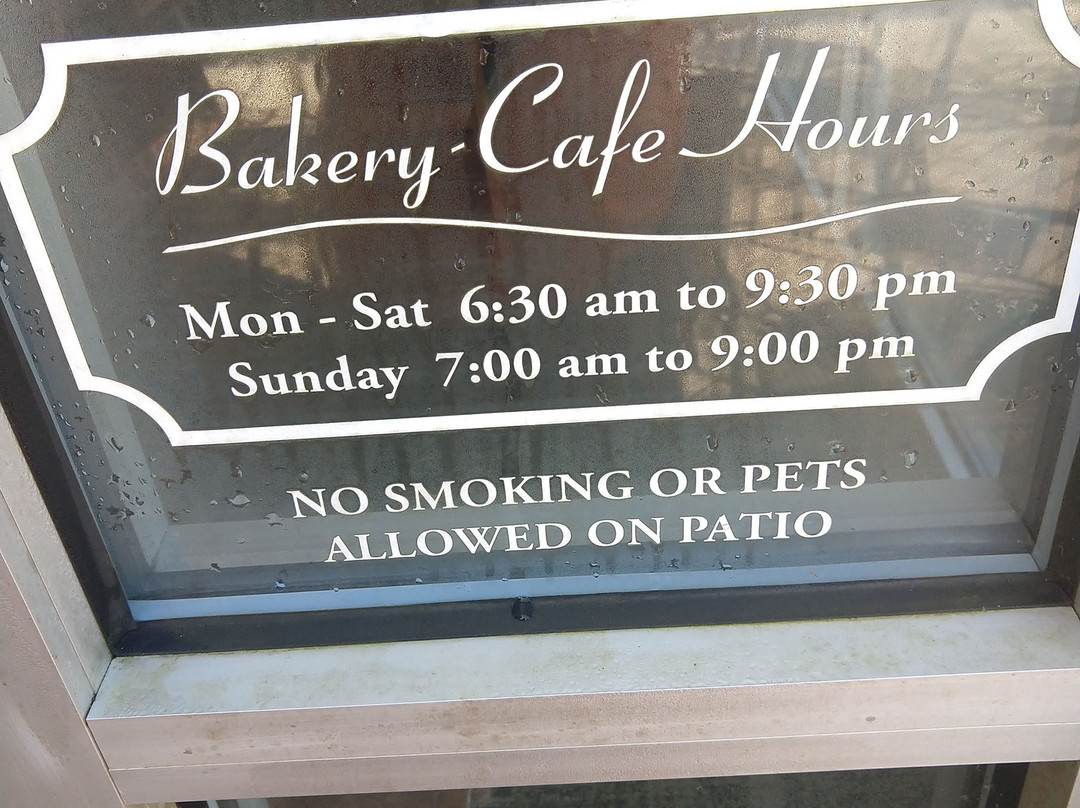 Bakery-Cafe Hours
Mon - Sat 6:30 am to 9:30 pm
Sunday 7:00 am to 9:00 pm
NO SMOKING OR PETS
ALLOWED ON PATIO